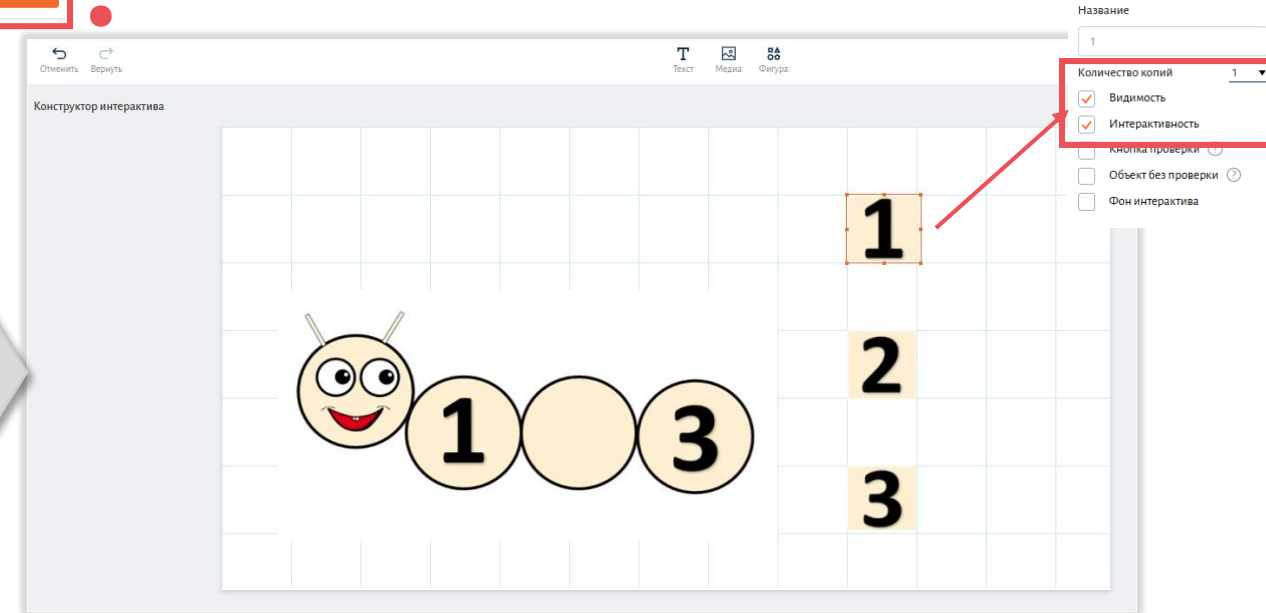 Отменить Вернуть
Текст Медиа Фигура
Конструктор интерактива
1
2
3
1 3
Название
1
Количество копий 1
Видимость
Интерактивность
Кнопка проверки ?
Объект без проверки ?
Фон интерактива